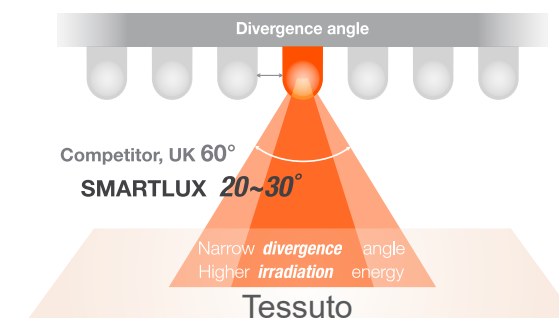 Divergence angle
Competitor, UK 60°
SMARTLUX 20~30°
Narrow divergence angle
Higher irradiation energy
Tessuto